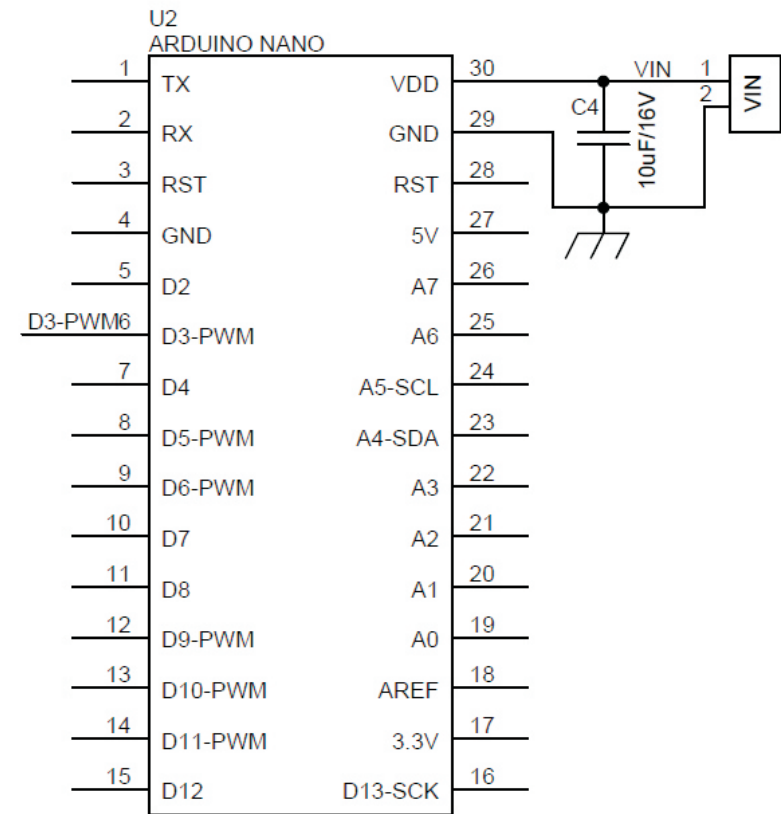 U2
ARDUINO NANO
1 TX VDD 30 VIN 1
2 RX GND 29 C4 10uF/16V 2 VIN
3 RST RST 28
4 GND 5V 27
5 D2 A7 26
D3-PWM6 D3-PWM A6 25
7 D4 A5-SCL 24
8 D5-PWM A4-SDA 23
9 D6-PWM A3 22
10 D7 A2 21
11 D8 A1 20
12 D9-PWM A0 19
13 D10-PWM AREF 18
14 D11-PWM 3.3V 17
15 D12 D13-SCK 16